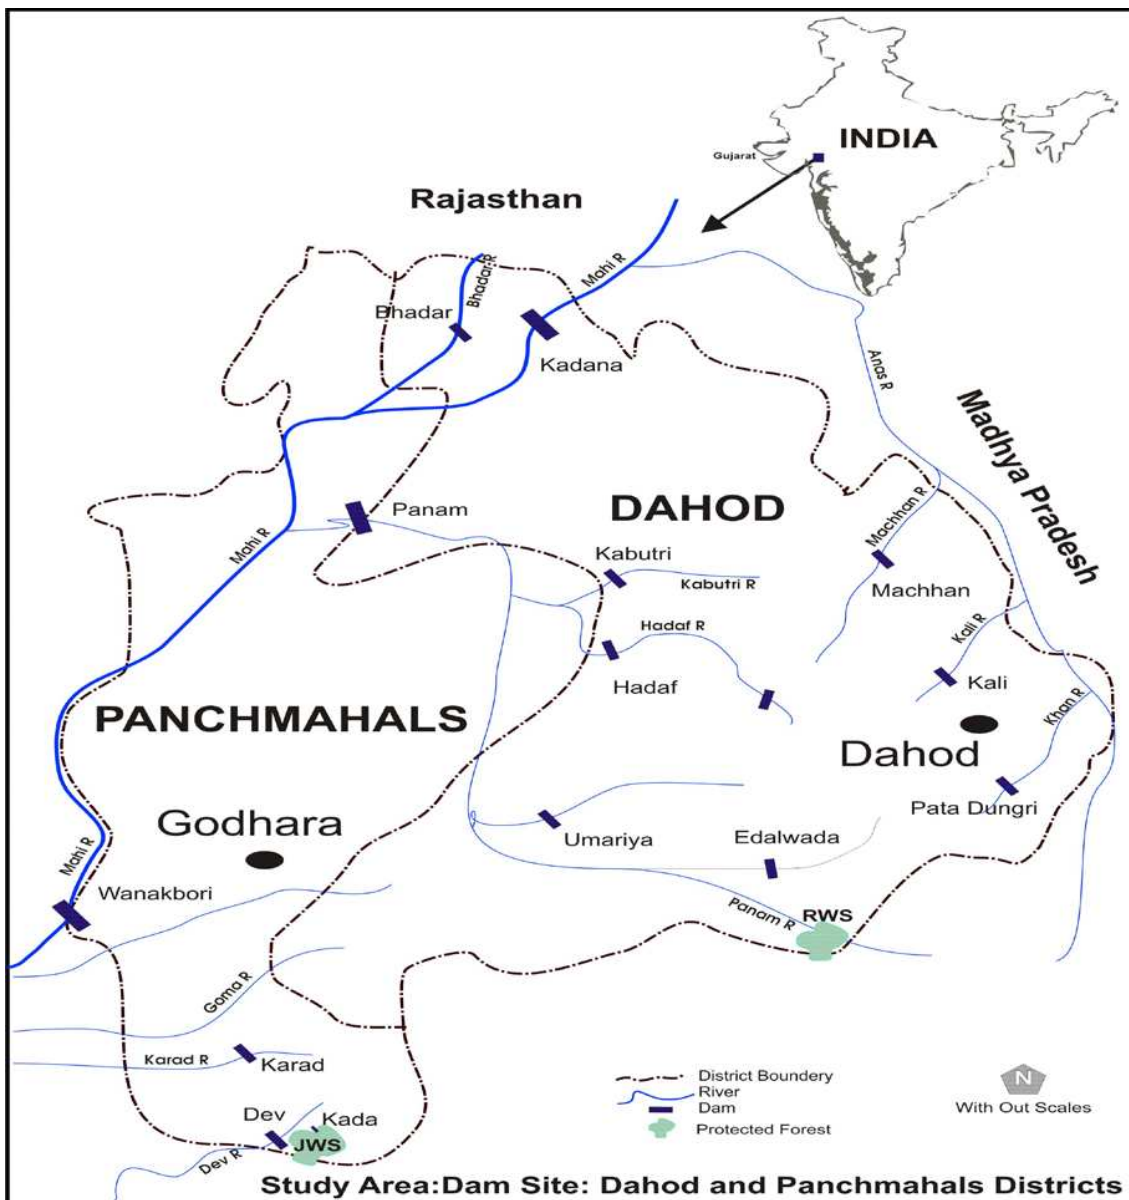 INDIA
Gujarat
Rajasthan
Mahi R
Bhadar R
Bhadar
Kadana
Anas R
Madhya Pradesh
Panam
DAHOD
Machhan R
Mahi R
Kabutri
Kabutri R
Machhan
Hadaf R
Kali R
Hadaf
Kali
Khan R
PANCHMAHALS
Dahod
Pata Dungri
Godhara
Umariya
Edalwada
Mahi R
Wanakbori
Panam R
RWS
Goma R
Karad R
Karad
District Boundery
River
Dam
Protected Forest
N
With Out Scales
Dev
Kada
JWS
Dev R
Study Area:Dam Site: Dahod and Panchmahals Districts